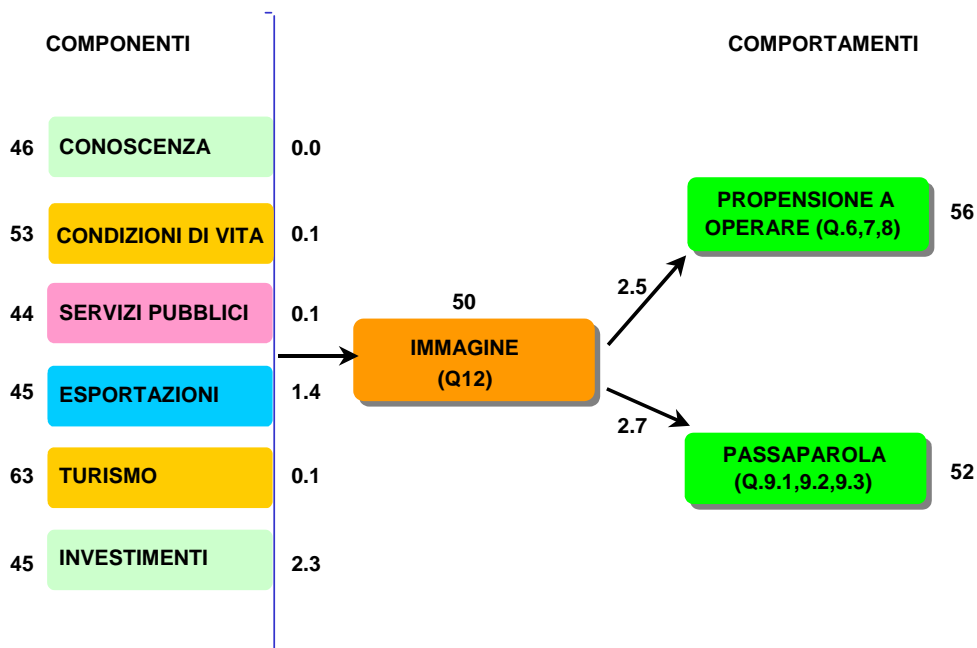 COMPONENTI
COMPORTAMENTI
46 CONOSCENZA 0.0
53 CONDIZIONI DI VITA 0.1
44 SERVIZI PUBBLICI 0.1
45 ESPORTAZIONI 1.4
63 TURISMO 0.1
45 INVESTIMENTI 2.3
50
IMMAGINE
(Q12)
2.5
2.7
PROPENSIONE A
OPERARE (Q.6,7,8)
56
PASSAPAROLA
(Q.9.1,9.2,9.3)
52